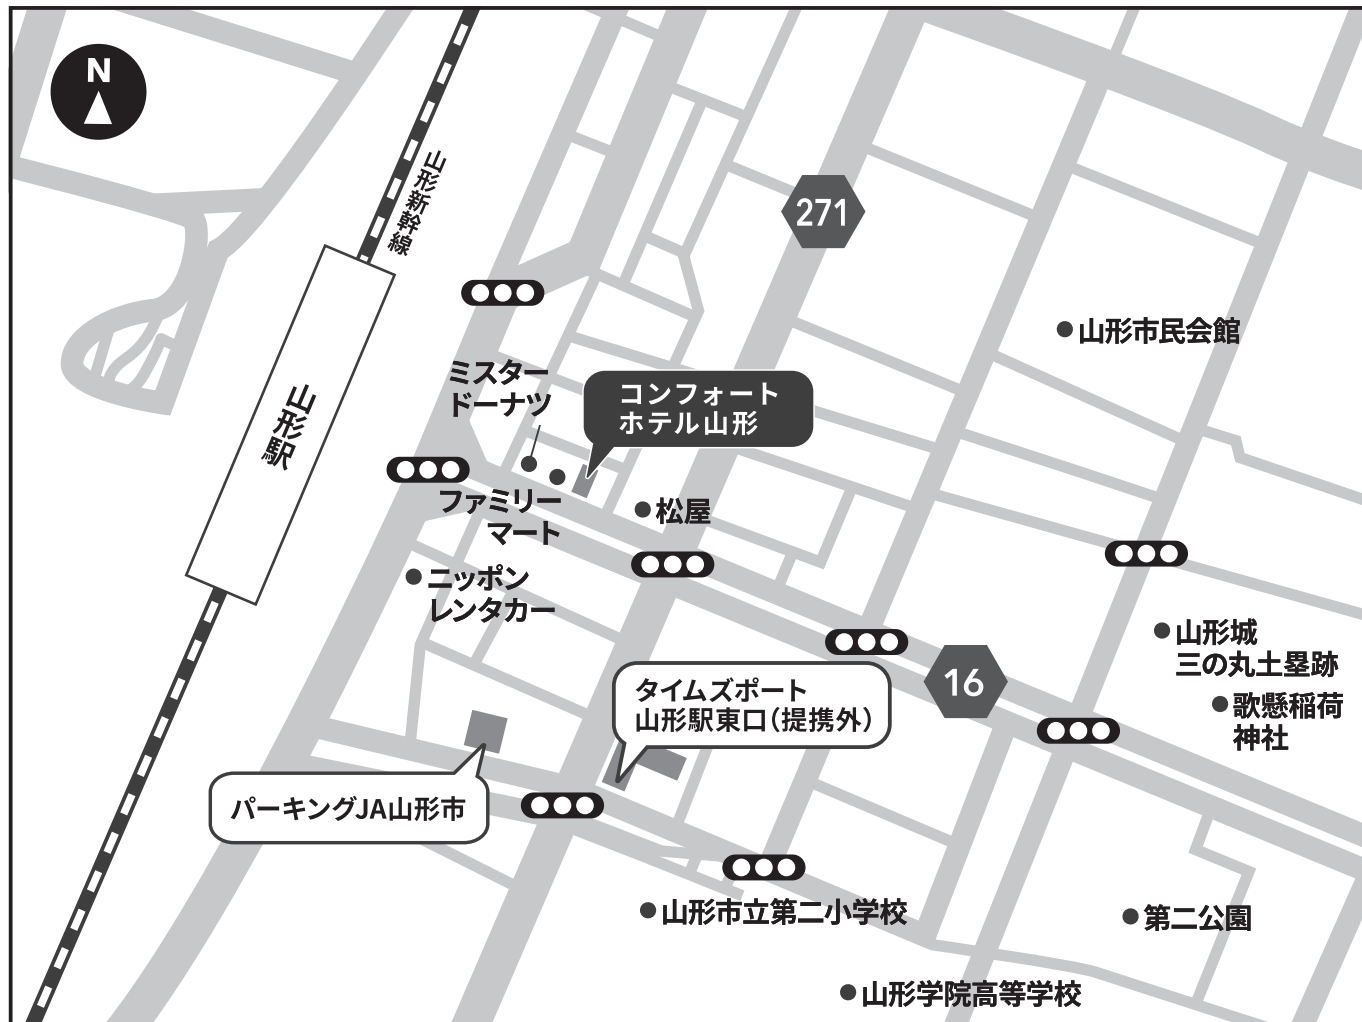 N
山形新幹線
271
山形市民会館
ミスター
ドーナツ
コンフォート
ホテル山形
山形駅
ファミリー
マート
松屋
ニッポン
レンタカー
山形城
三の丸土塁跡
16
タイムズポート
山形駅東口(提携外)
歌懸稲荷
神社
パーキングJA山形市
山形市立第二小学校
第二公園
山形学院高等学校